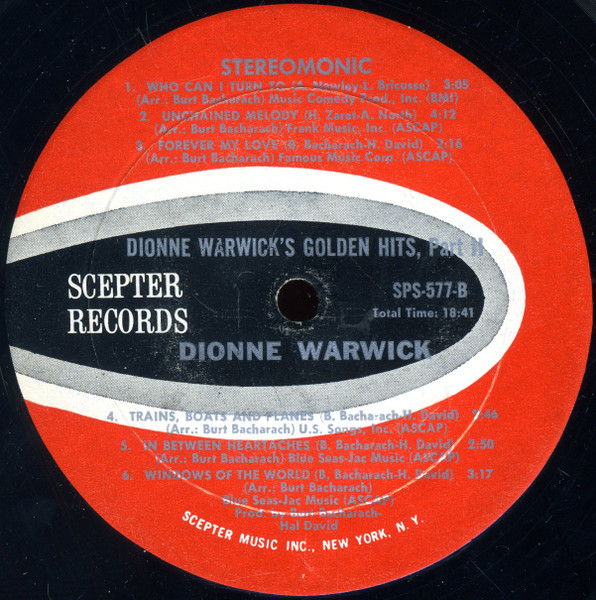 STEREOMONIC
1. WHO CAN I TURN TO (A. Newley-L. Bricusse) 3:05
(Arr.: Burt Bacharach) Music Comedy Prod., Inc. (BMI)
2. UNCHAINED MELODY (H. Zaret-A. North) 4:12
(Arr.: Burt Bacharach) Frank Music, Inc. (ASCAP)
3. FOREVER MY LOVE (B. Bacharach-H. David) 2:16
(Arr.: Burt Bacharach) Famous Music Corp. (ASCAP)
DIONNE WARWICK'S GOLDEN HITS, Part II
SCEPTER
RECORDS
SPS-577-B
Total Time: 18:41
DIONNE WARWICK
4. TRAINS, BOATS AND PLANES (B. Bacharach-H. David) 2:46
(Arr.: Burt Bacharach) U.S. Songs, Inc. (ASCAP)
5. IN BETWEEN HEARTACHES (B. Bacharach-H. David) 2:50
(Arr.: Burt Bacharach) Blue Seas-Jac Music (ASCAP)
6. WINDOWS OF THE WORLD (B. Bacharach-H. David) 3:17
(Arr.: Burt Bacharach)
Blue Seas-Jac Music (ASCAP)
Prod. by Burt Bacharach-
Hal David
SCEPTER MUSIC INC., NEW YORK, N. Y.